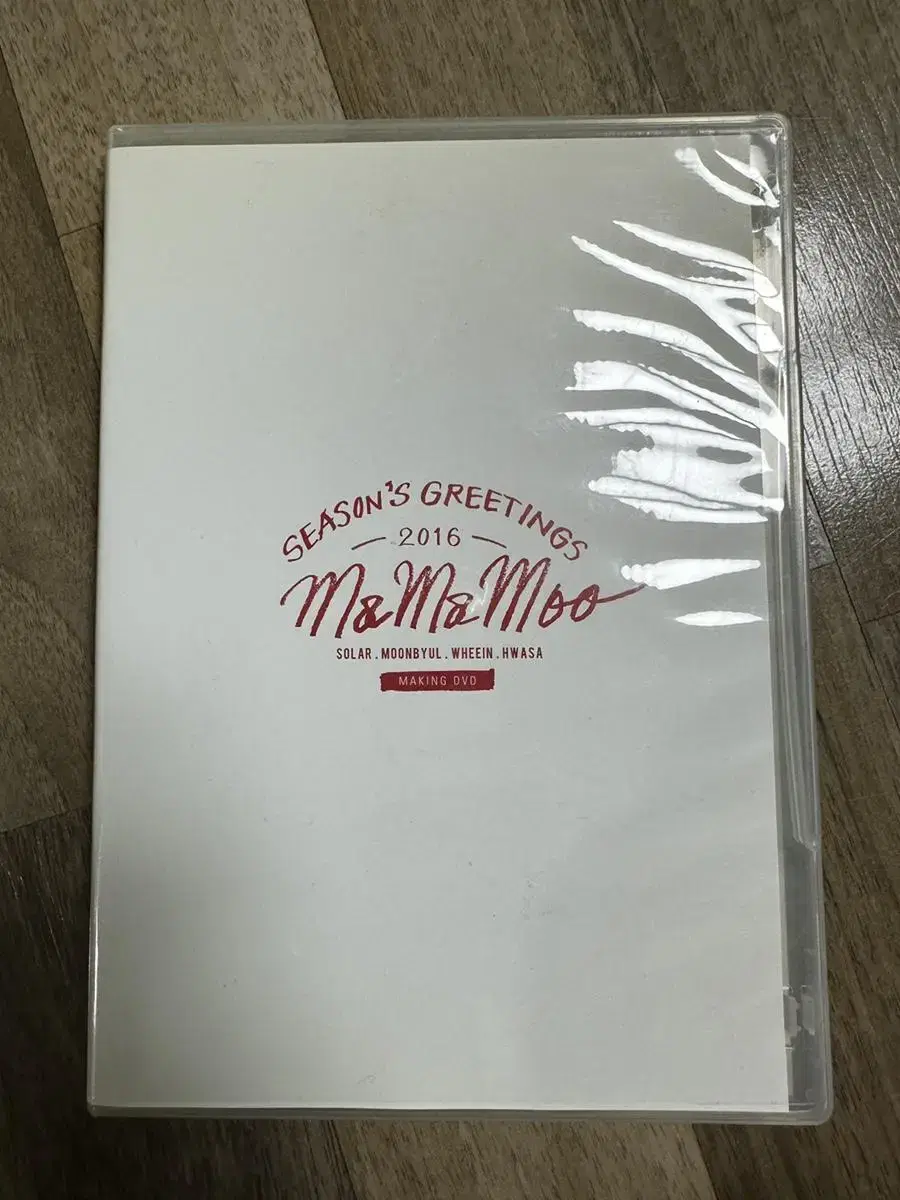 SEASON'S GREETINGS
2016
MaMaMoo
SOLAR.MOONBYUL.WHEEIN.HWASA
MAKING DVD